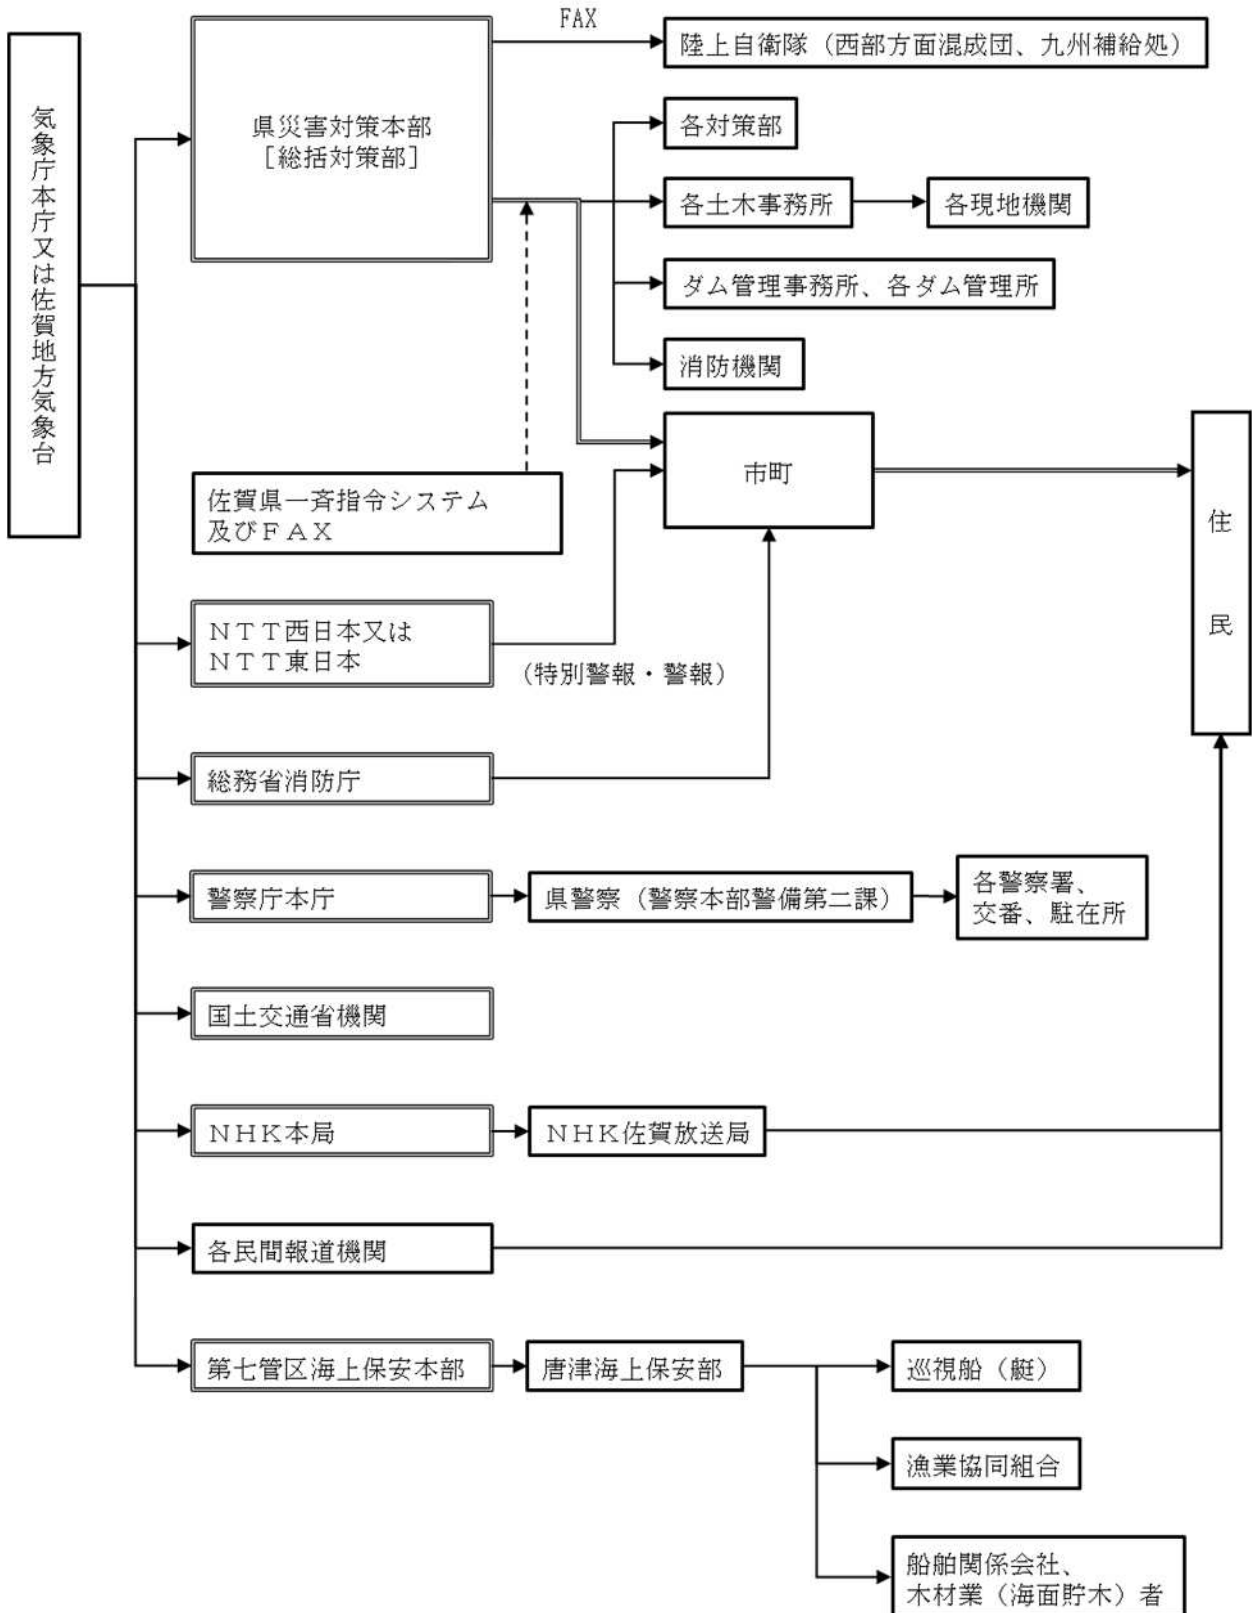 気象庁本庁又は佐賀地方気象台
FAX
県災害対策本部
[総括対策部]
陸上自衛隊（西部方面混成団、九州補給処）
各対策部
各土木事務所
各現地機関
ダム管理事務所、各ダム管理所
消防機関
市町
住民
佐賀県一斉指令システム
及びＦＡＸ
ＮＴＴ西日本又は
ＮＴＴ東日本
（特別警報・警報）
総務省消防庁
警察庁本庁
県警察（警察本部警備第二課）
各警察署、
交番、駐在所
国土交通省機関
ＮＨＫ本局
ＮＨＫ佐賀放送局
各民間報道機関
第七管区海上保安本部
唐津海上保安部
巡視船（艇）
漁業協同組合
船舶関係会社、
木材業（海面貯木）者